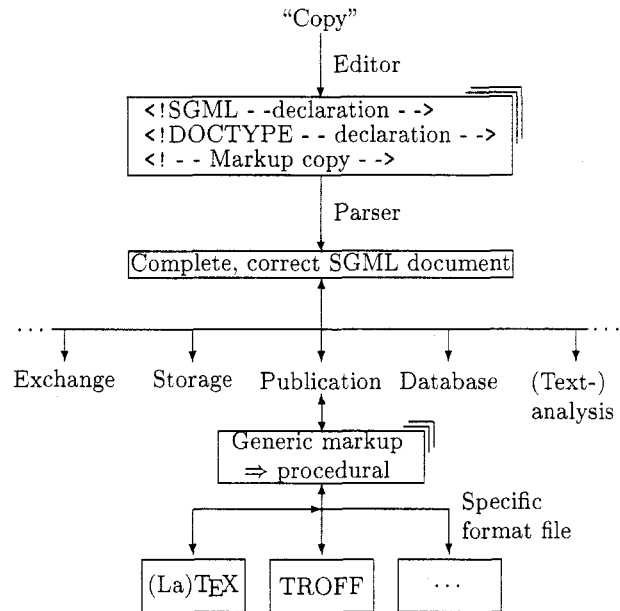 “Copy”
Editor
<!SGML - -declaration - ->
<!DOCTYPE - - declaration - ->
<! - - Markup copy - ->
Parser
Complete, correct SGML document
... ...
Exchange Storage Publication Database (Text-)
analysis
Generic markup
⇒ procedural
Specific
format file
(La)TEX TROFF ...